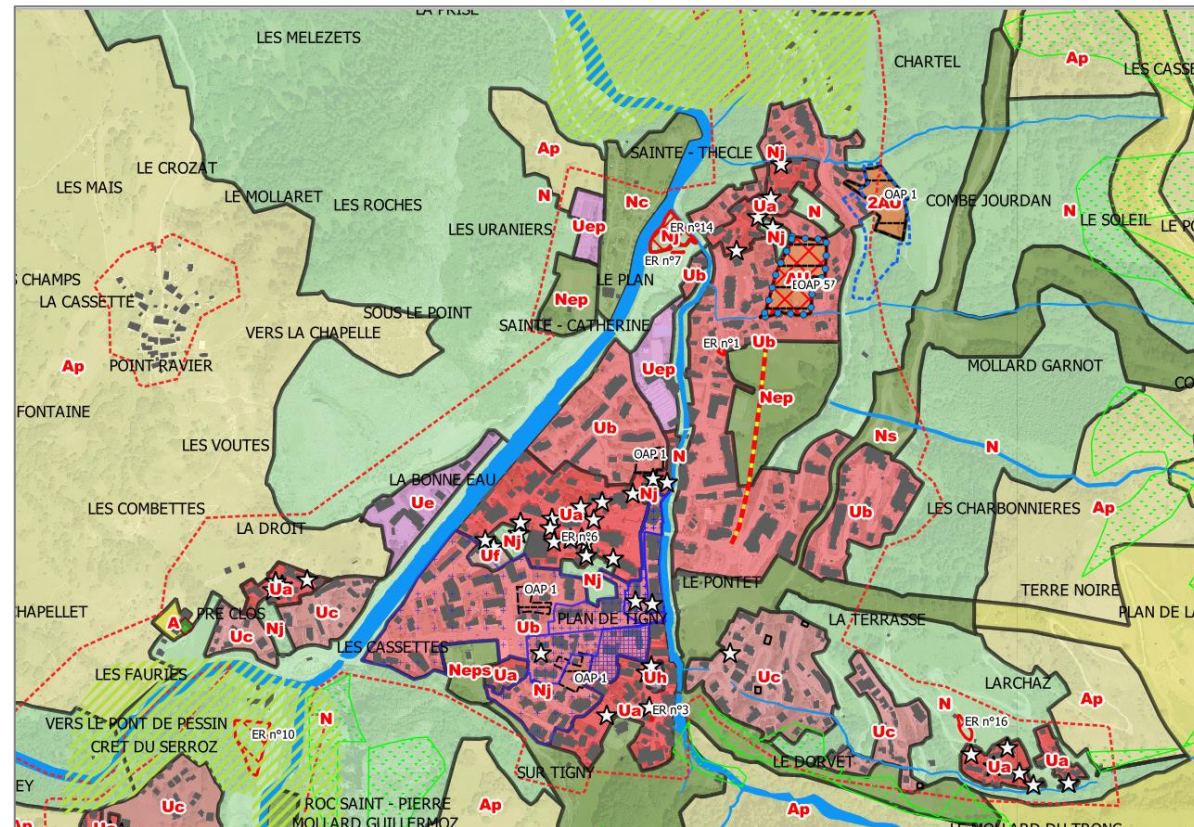 LA PRISE
LES MELEZETS
CHARTEL
Ap
LES CASSE
Ap
SAINTE - THECLE
Nj
LE CROZAT
LES MAIS
LE MOLLARET
LES ROCHES
N
Nc
Ua
N
2AU
OAP 1
COMBE JOURDAN
N
LE SOLEIL
LES URANIERS
Uep
Nj
ER n°14
Nj
ER n°7
LE PLAN
Ub
S CHAMPS
LA CASSETTE
Nep
SOUS LE POINT
VERS LA CHAPELLE
SAINTE - CATHERINE
ER n°1
Ub
POINT RAVIER
Ap
Uep
MOLLARD GARNOT
Nep
FONTAINE
LES VOUTES
Ub
Ns
N
OAP 1
N
LA BONNE EAU
Nj
Ue
LES COMBETTES
LA DROIT
Ua
ER n°6
Ub
LES CHARBONNIERES
Ap
Uf
Nj
Nj
LE PONTET
Ua
OAP 1
TERRE NOIRE
CHAPELLET
A
PRE CLOS
Uc
PLAN DE TIGNY
LA TERRASSE
PLAN DE LA
Uc
Nj
Ub
LES CASSETTES
LES FAURIES
Neps
Ua
OAP 1
Uh
Uc
LARCHAZ
Nj
Ap
Ua
ER n°3
N
VERS LE PONT DE PESSIN
N
ER n°10
ER n°16
CRET DU SERROZ
Uc
Ua
Ua
LE DORVET
SUR TIGNY
EY
Uc
ROC SAINT - PIERRE
Ap
Ap
MOLLARD GUILLERMOZ
LE MOLLARD DU TRONC